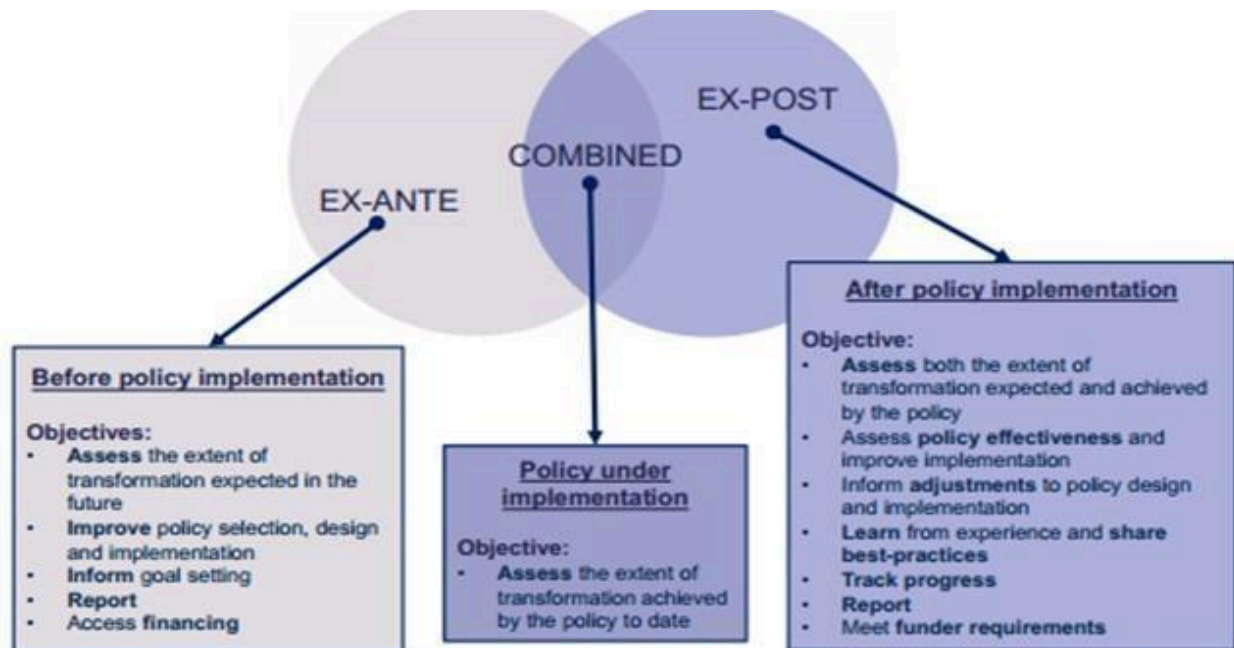 EX-POST
COMBINED
EX-ANTE
Before policy implementation
Objectives:
• Assess the extent of
transformation expected in the
future
• Improve policy selection, design
and implementation
• Inform goal setting
• Report
• Access financing
Policy under
implementation
Objective:
• Assess the extent of
transformation achieved
by the policy to date
After policy implementation
Objective:
• Assess both the extent of
transformation expected and achieved
by the policy
• Assess policy effectiveness and
improve implementation
• Inform adjustments to policy design
and implementation
• Learn from experience and share
best-practices
• Track progress
• Report
• Meet funder requirements